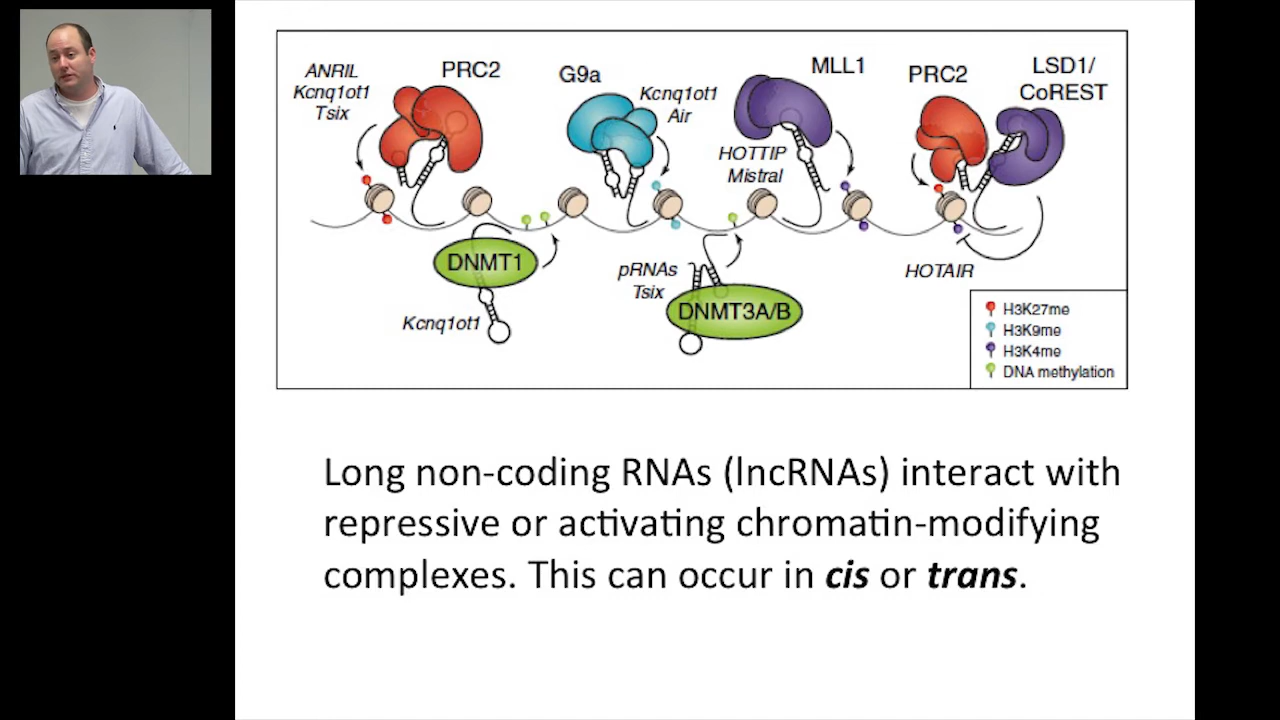 ANRIL
Kcnq1ot1
Tsix
PRC2
G9a
Kcnq1ot1
Air
MLL1
HOTTIP
Mistral
PRC2
LSD1/
CoREST
DNMT1
Kcnq1ot1
pRNAs
Tsix
DNMT3A/B
HOTAIR
H3K27me
H3K9me
H3K4me
DNA methylation
Long non-coding RNAs (lncRNAs) interact with
repressive or activating chromatin-modifying
complexes. This can occur in cis or trans.